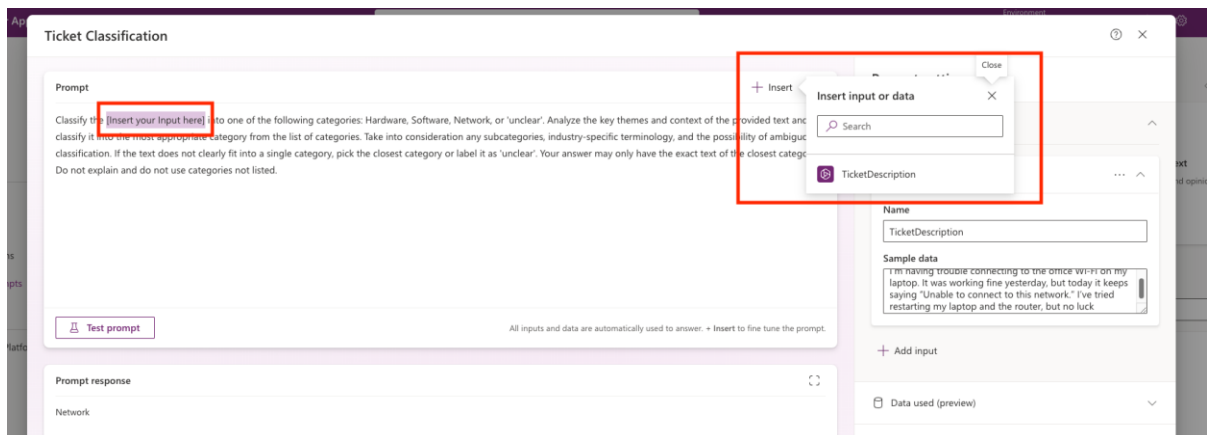 Environment
Ticket Classification
Close
Prompt
Insert
Insert input or data
Search
TicketDescription
Classify the [Insert your Input here] into one of the following categories: Hardware, Software, Network, or 'unclear'. Analyze the key themes and context of the provided text and
classify it into the most appropriate category from the list of categories. Take into consideration any subcategories, industry-specific terminology, and the possibility of
classification. If the text does not clearly fit into a single category, pick the closest category or label it as 'unclear'. Your answer may only have the exact text of the closest
Do not explain and do not use categories not listed.
Name
TicketDescription
Sample data
I'm having trouble connecting to the office Wi-Fi on my
laptop. It was working fine yesterday, but today it keeps
saying "Unable to connect to this network." I've tried
restarting my laptop and the router, but no luck
Test prompt
All inputs and data are automatically used to answer. + Insert to fine tune the prompt.
Add input
Prompt response
Network
Data used (preview)